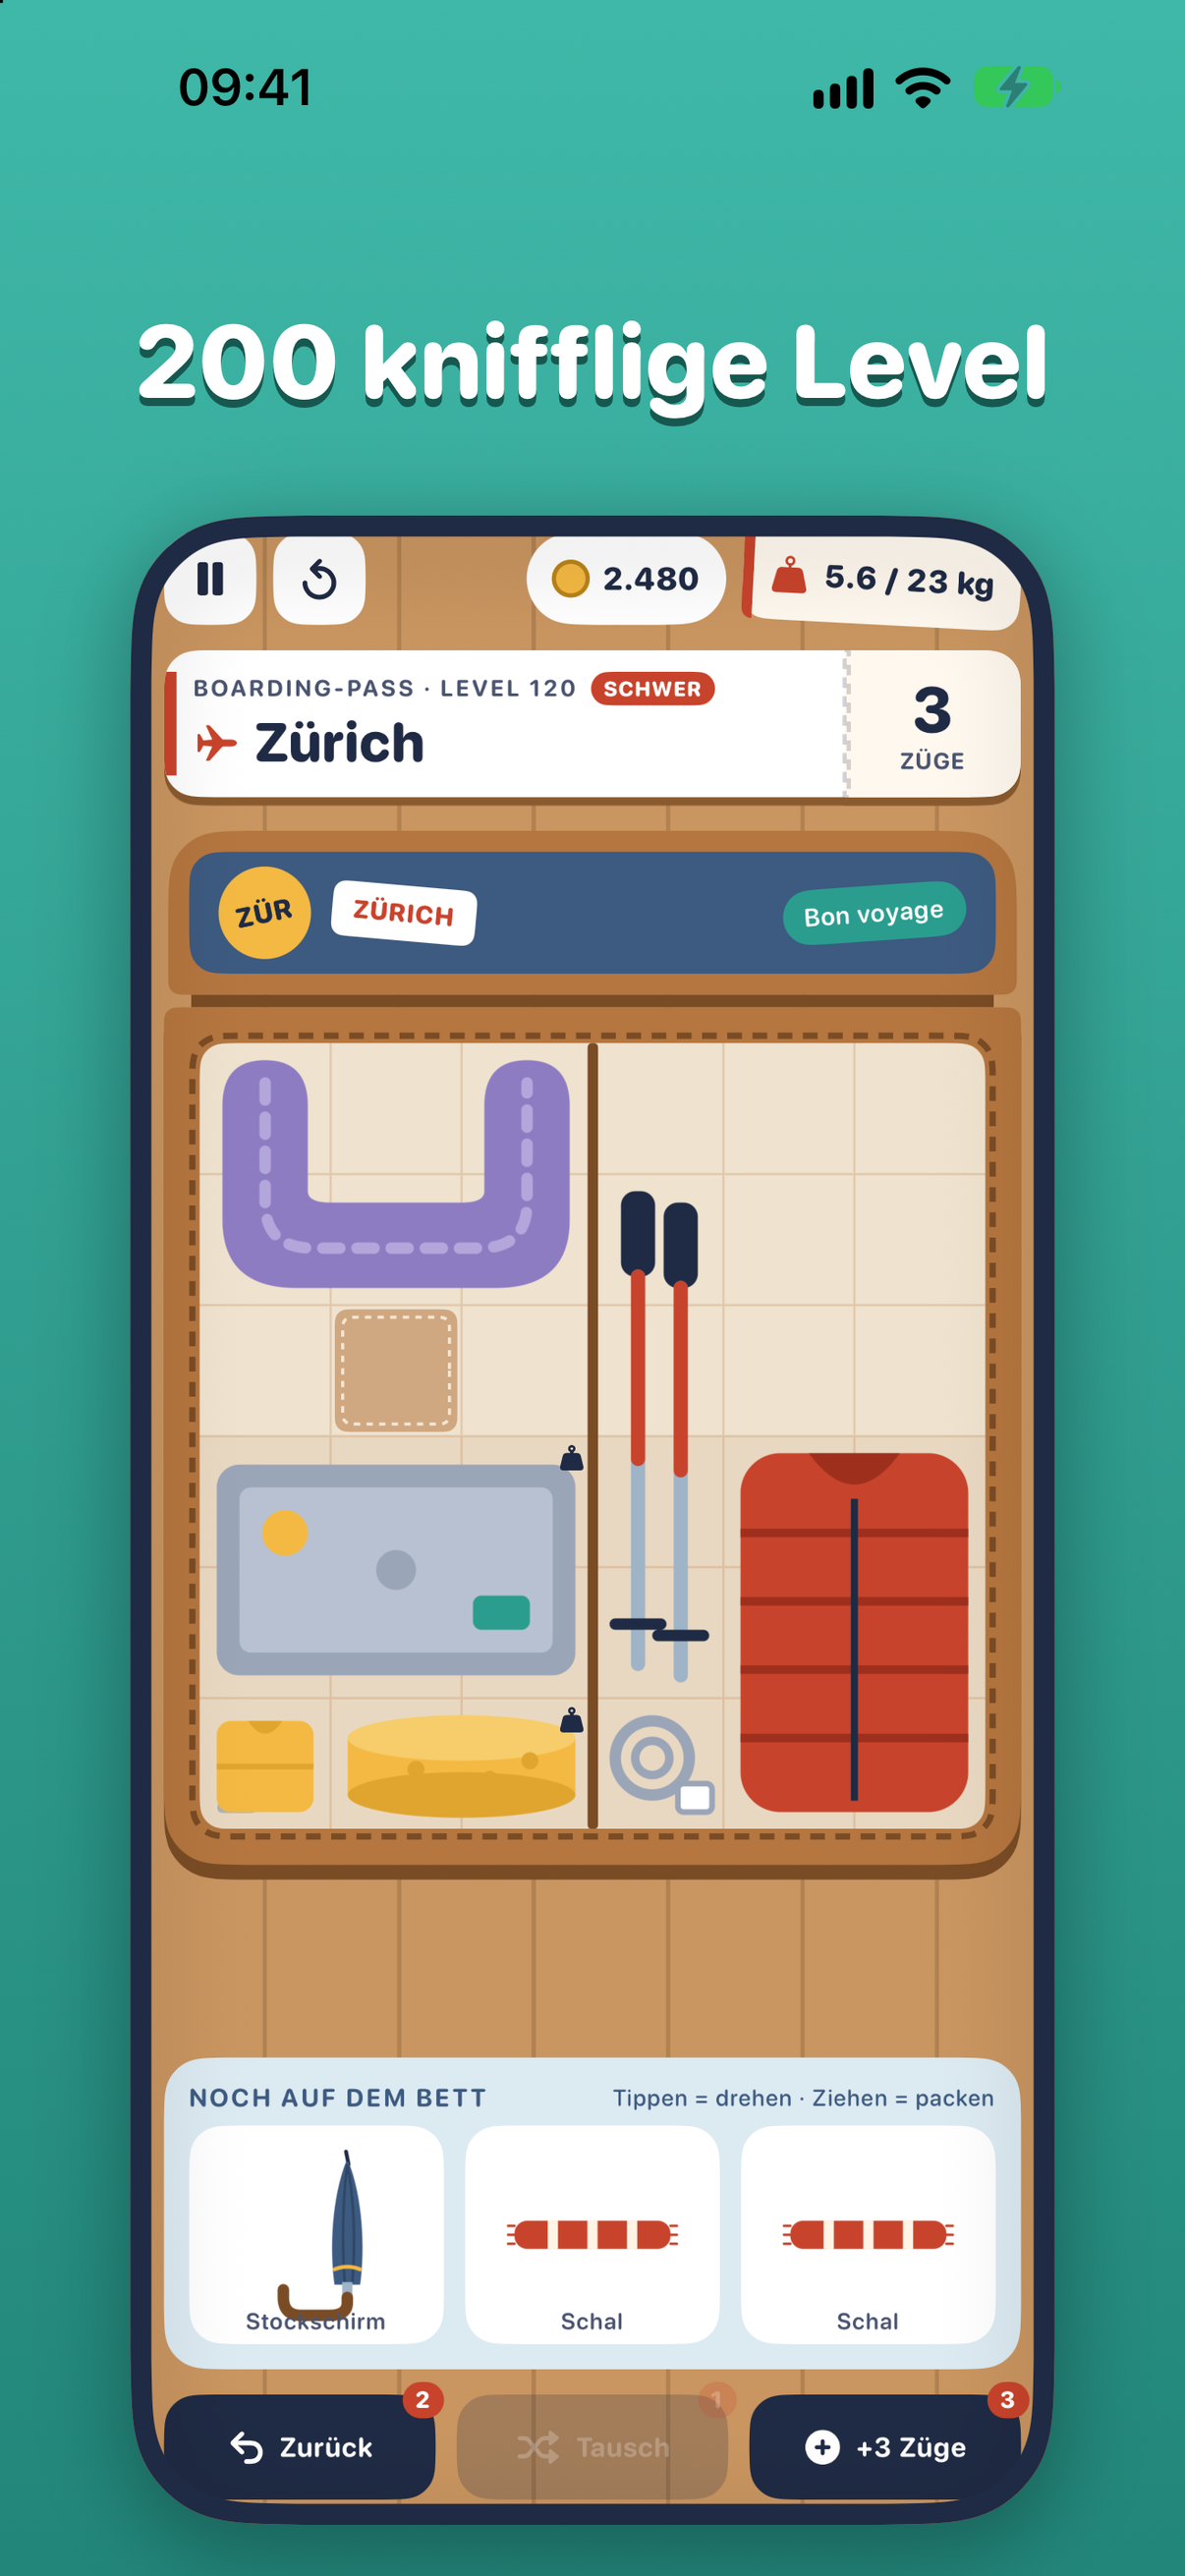 09:41
200 knifflige Level
2.480
5.6 / 23 kg
BOARDING-PASS · LEVEL 120 SCHWER
Zürich
3
ZÜGE
ZÜR
ZÜRICH
Bon voyage
NOCH AUF DEM BETT
Tippen = drehen · Ziehen = packen
Stockschirm
Schal
Schal
2
1
3
Zurück
Tausch
+3 Züge